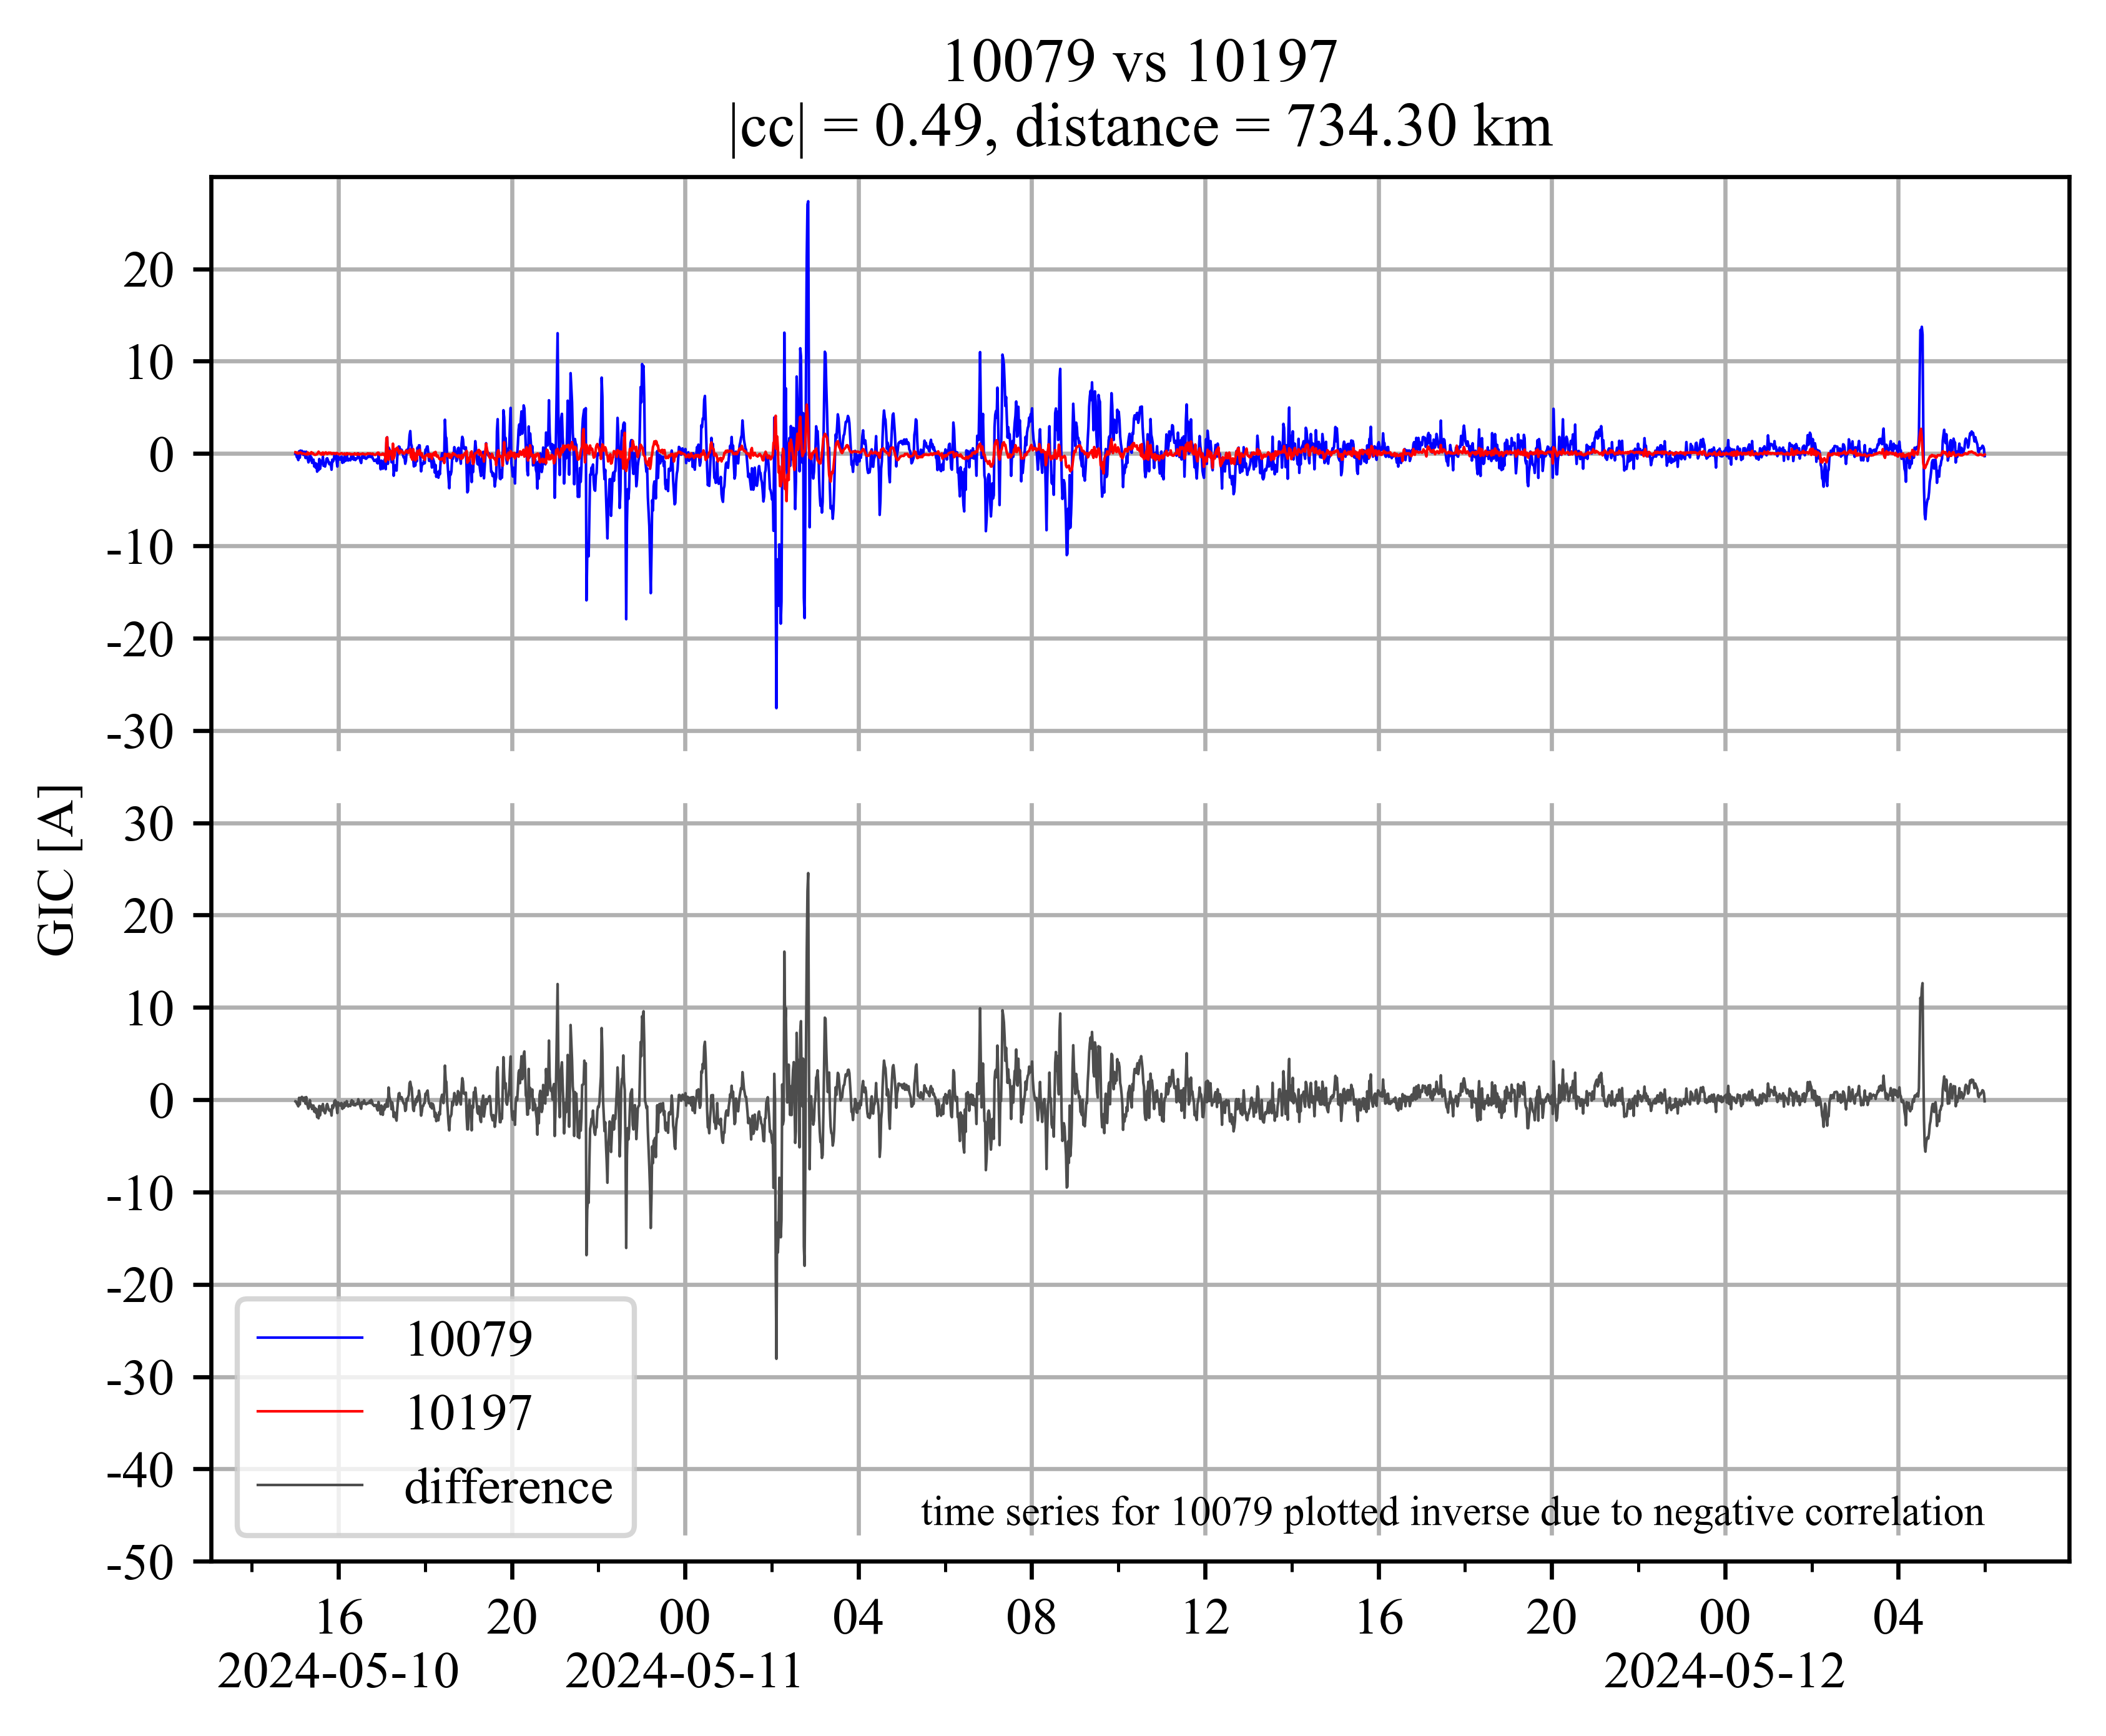 10079 vs 10197
|cc| = 0.49, distance = 734.30 km
20
10
0
-10
-20
-30
30
20
10
0
-10
-20
-30
-40
-50
GIC [A]
10079
10197
difference
time series for 10079 plotted inverse due to negative correlation
16 20 00 04 08 12 16 20 00 04
2024-05-10 2024-05-11 2024-05-12